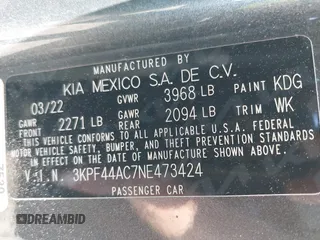 MANUFACTURED BY
KIA MEXICO S.A. DE C.V.
03/22 GVWR 3968 LB PAINT KDG
GAWR FRONT 2271 LB GAWR REAR 2094 LB TRIM WK
THIS VEHICLE CONFORMS TO ALL APPLICABLE U.S. FEDERAL
MOTOR VEHICLE SAFETY, BUMPER, AND THEFT PREVENTION STANDARDS
IN EFFECT ON THE DATE OF MANUFACTURE SHOWN ABOVE.
V.I.N. 3KPF44AC7NE473424
PASSENGER CAR
DREAMBID